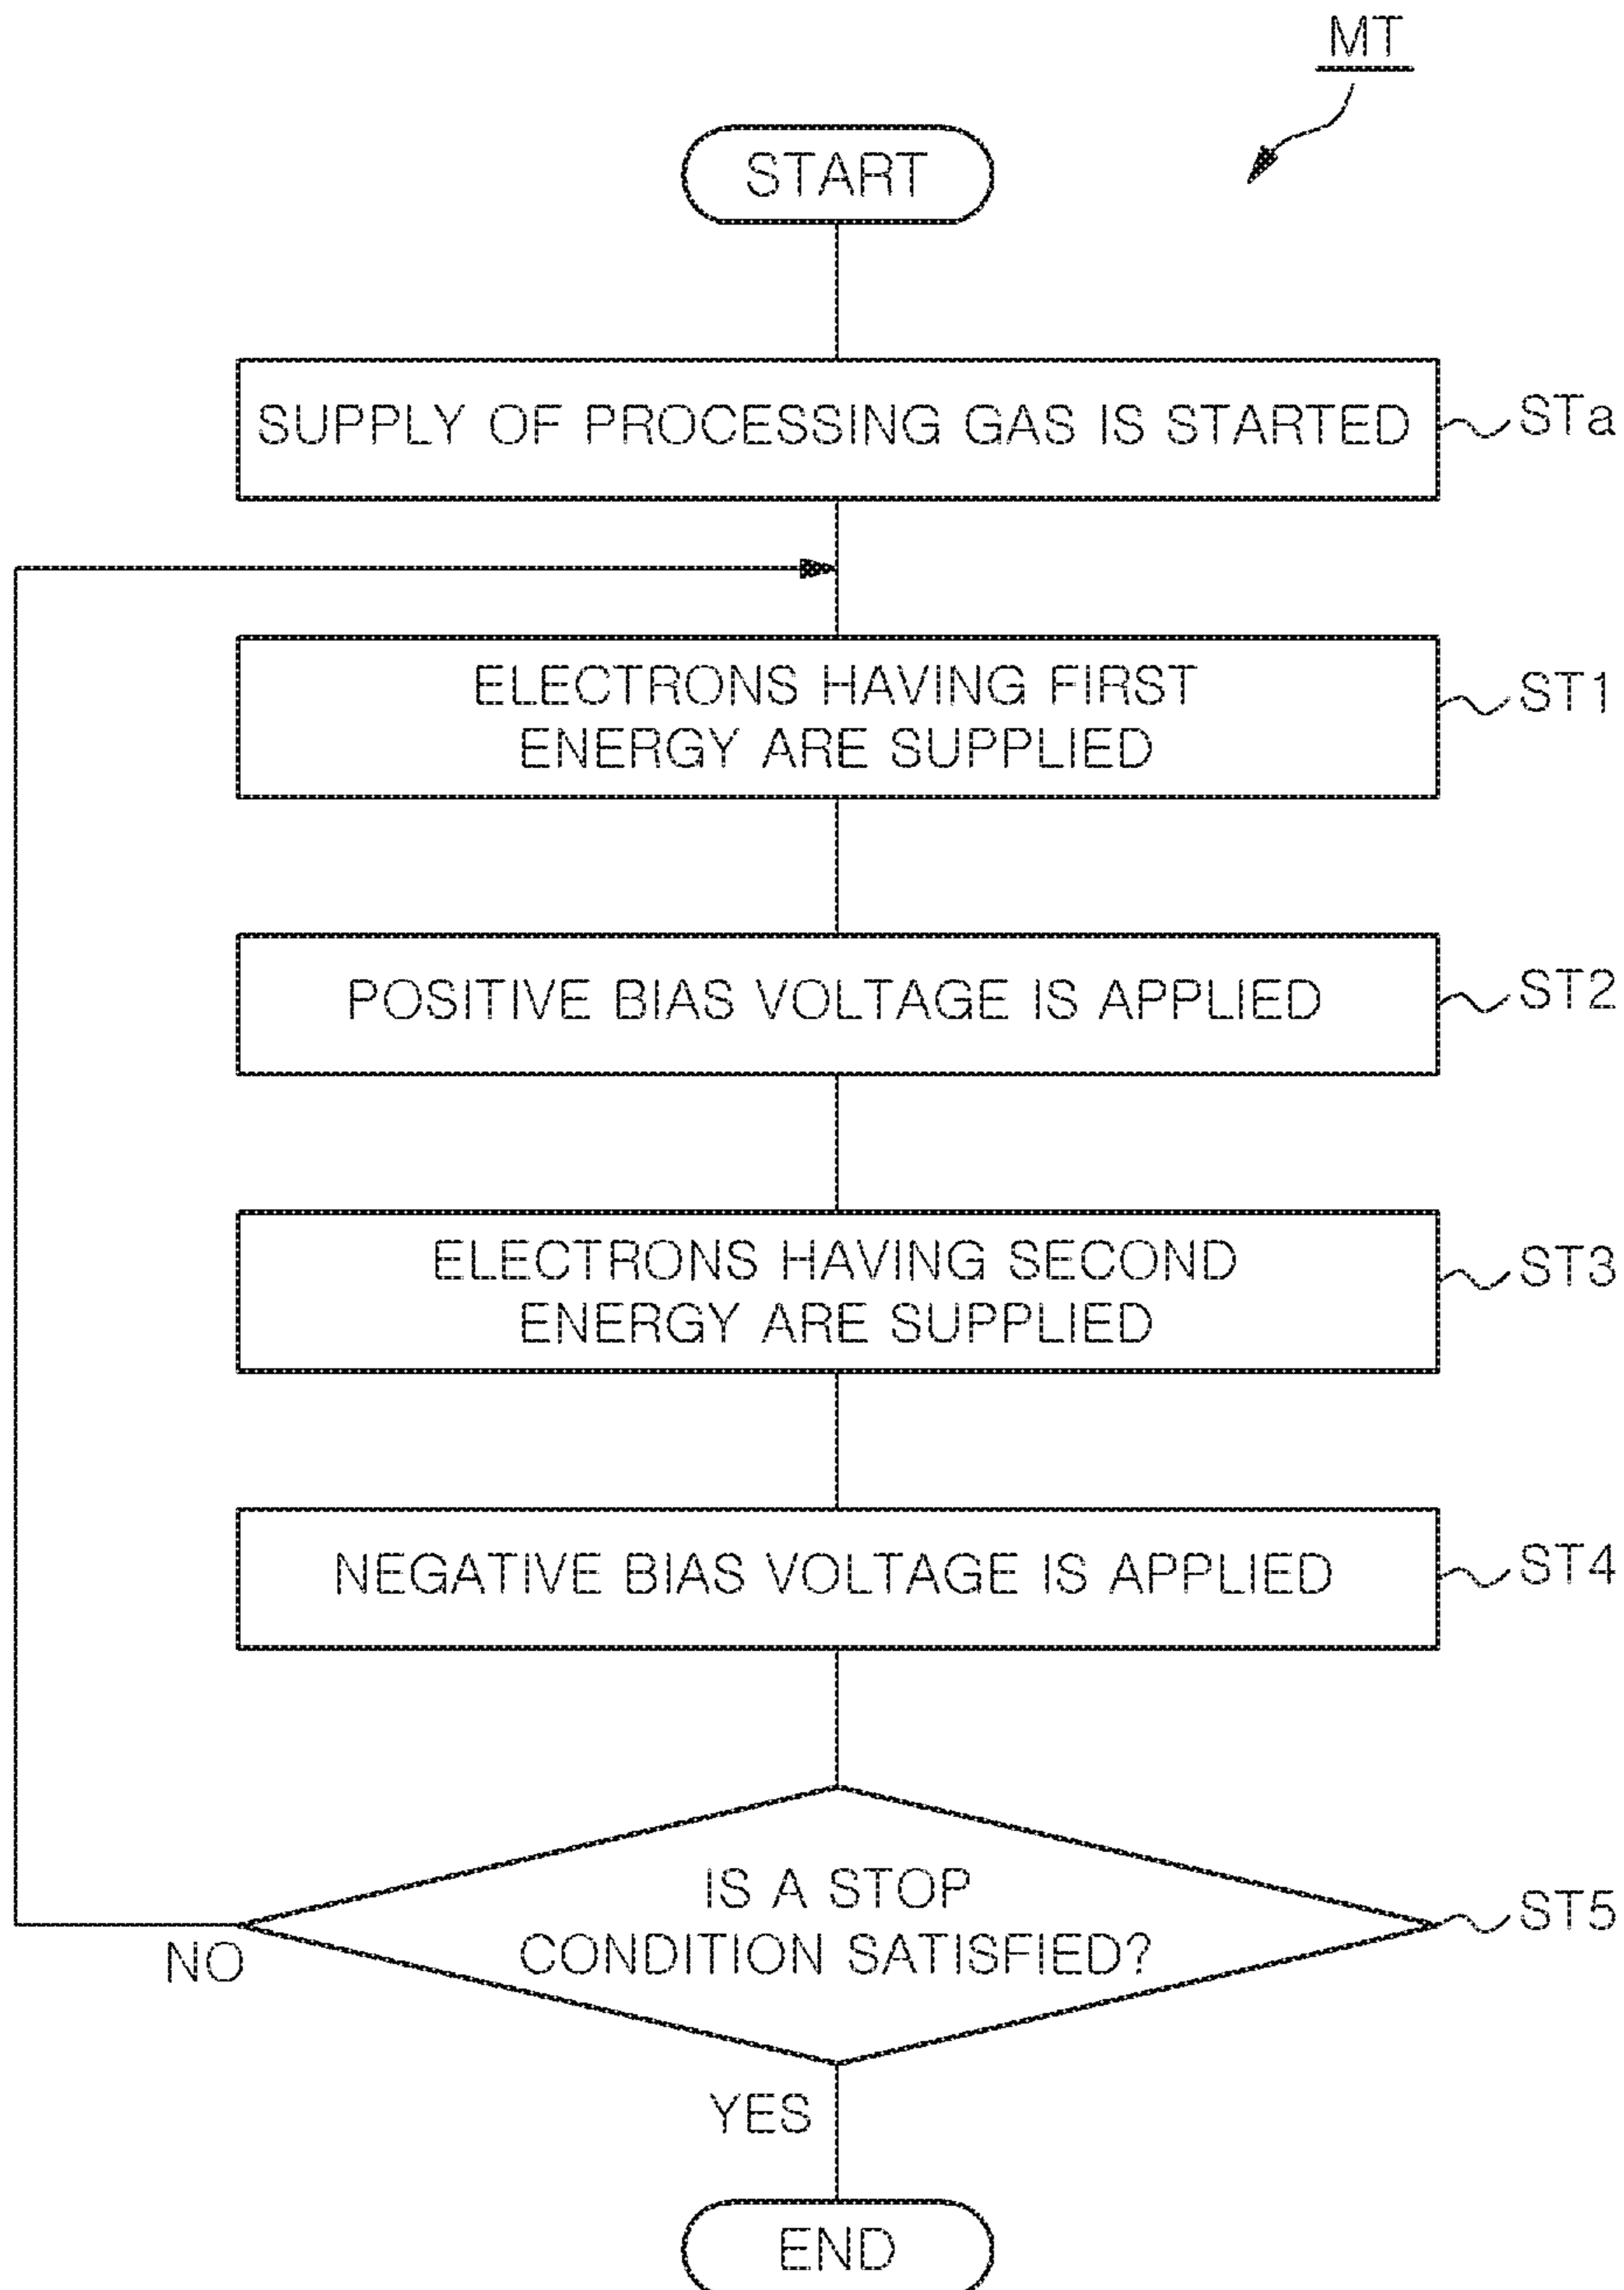 MT
START
SUPPLY OF PROCESSING GAS IS STARTED
STa
ELECTRONS HAVING FIRST
ENERGY ARE SUPPLIED
ST1
POSITIVE BIAS VOLTAGE IS APPLIED
ST2
ELECTRONS HAVING SECOND
ENERGY ARE SUPPLIED
ST3
NEGATIVE BIAS VOLTAGE IS APPLIED
ST4
IS A STOP
CONDITION SATISFIED?
ST5
NO
YES
END